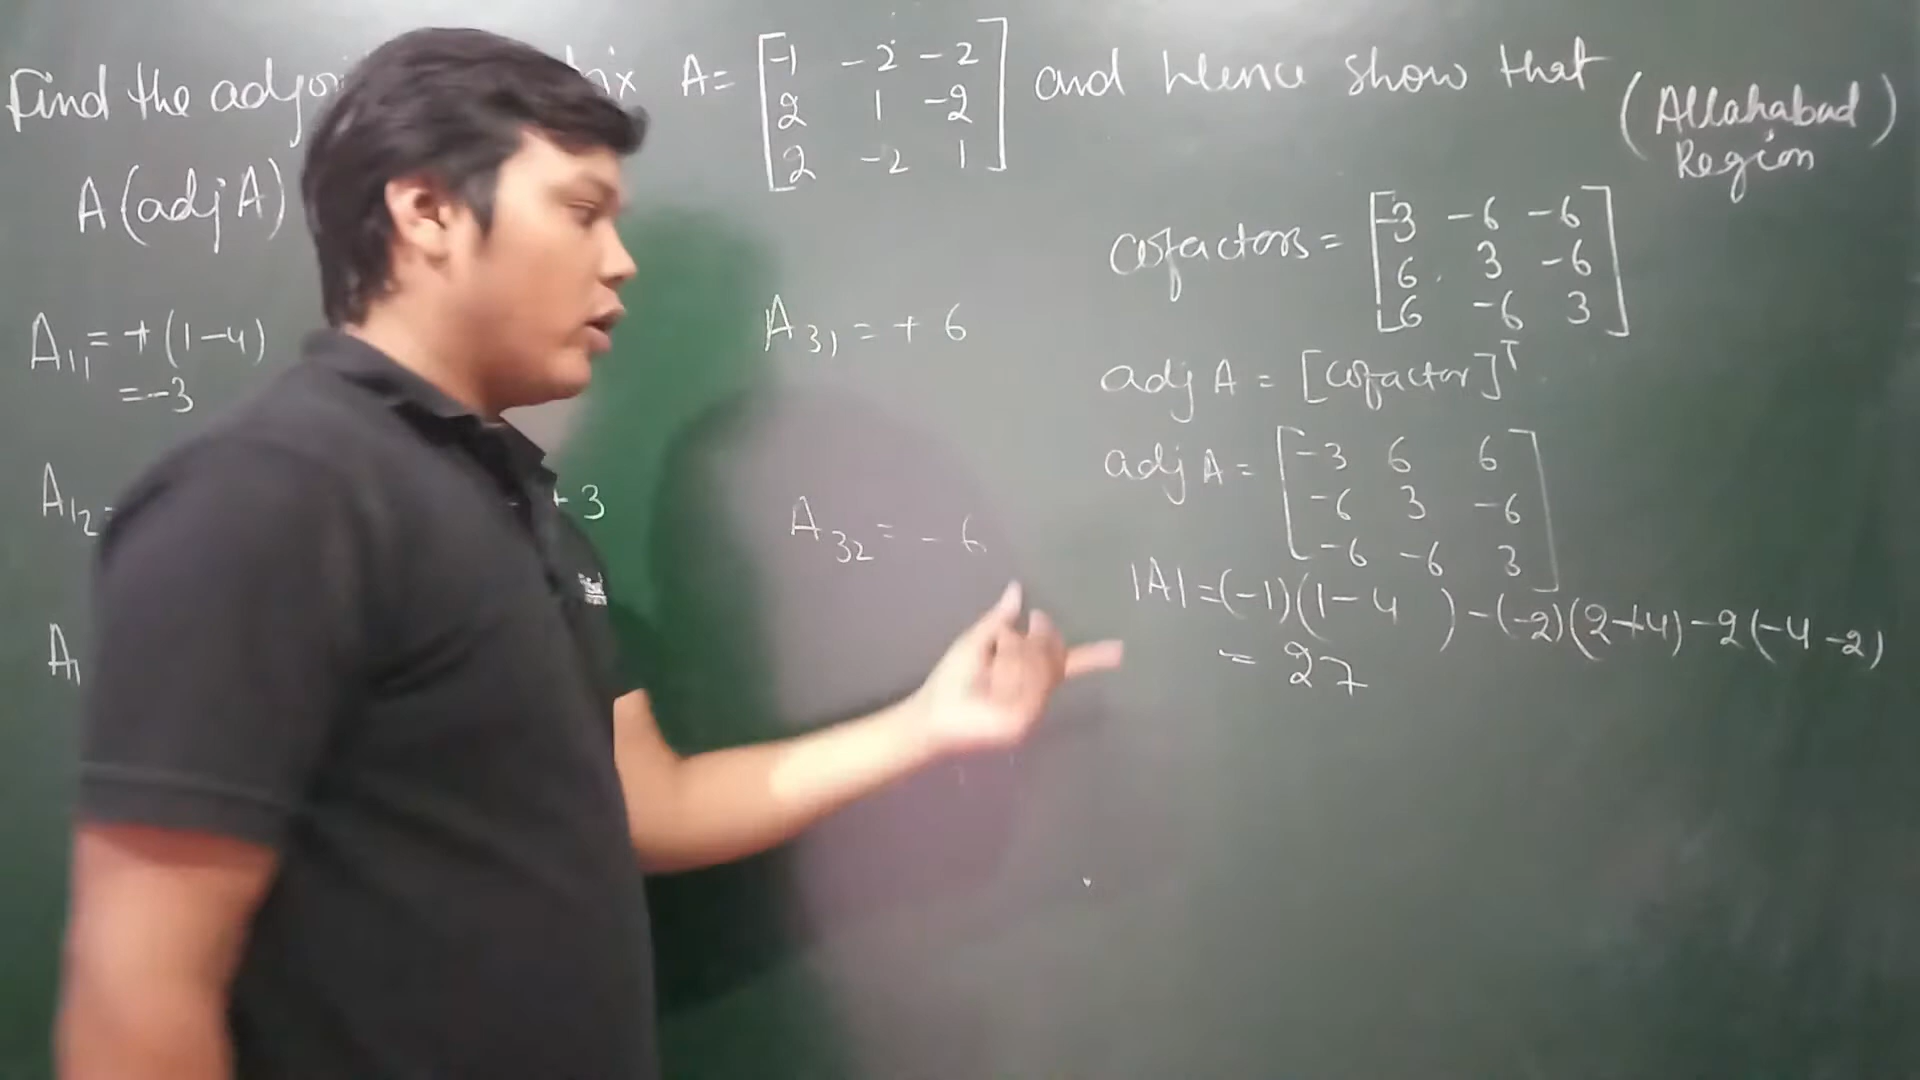 Find the adjoi ix A= [-1 -2 -2
2 1 -2
2 -2 1] and Hence show that
(Allahabad Region)
A(adj A)
A11 = +(1-4)
= -3
A12 =
A1
+ 3
A31 = + 6
A32 = - 6
cofactors = [-3 -6 -6
6 3 -6
6 -6 3]
adj A = [cofactor]^T
adj A = [-3 6 6
-6 3 -6
-6 -6 3]
|A| = (-1)(1-4 ) - (-2)(2+4) - 2(-4-2)
= 27